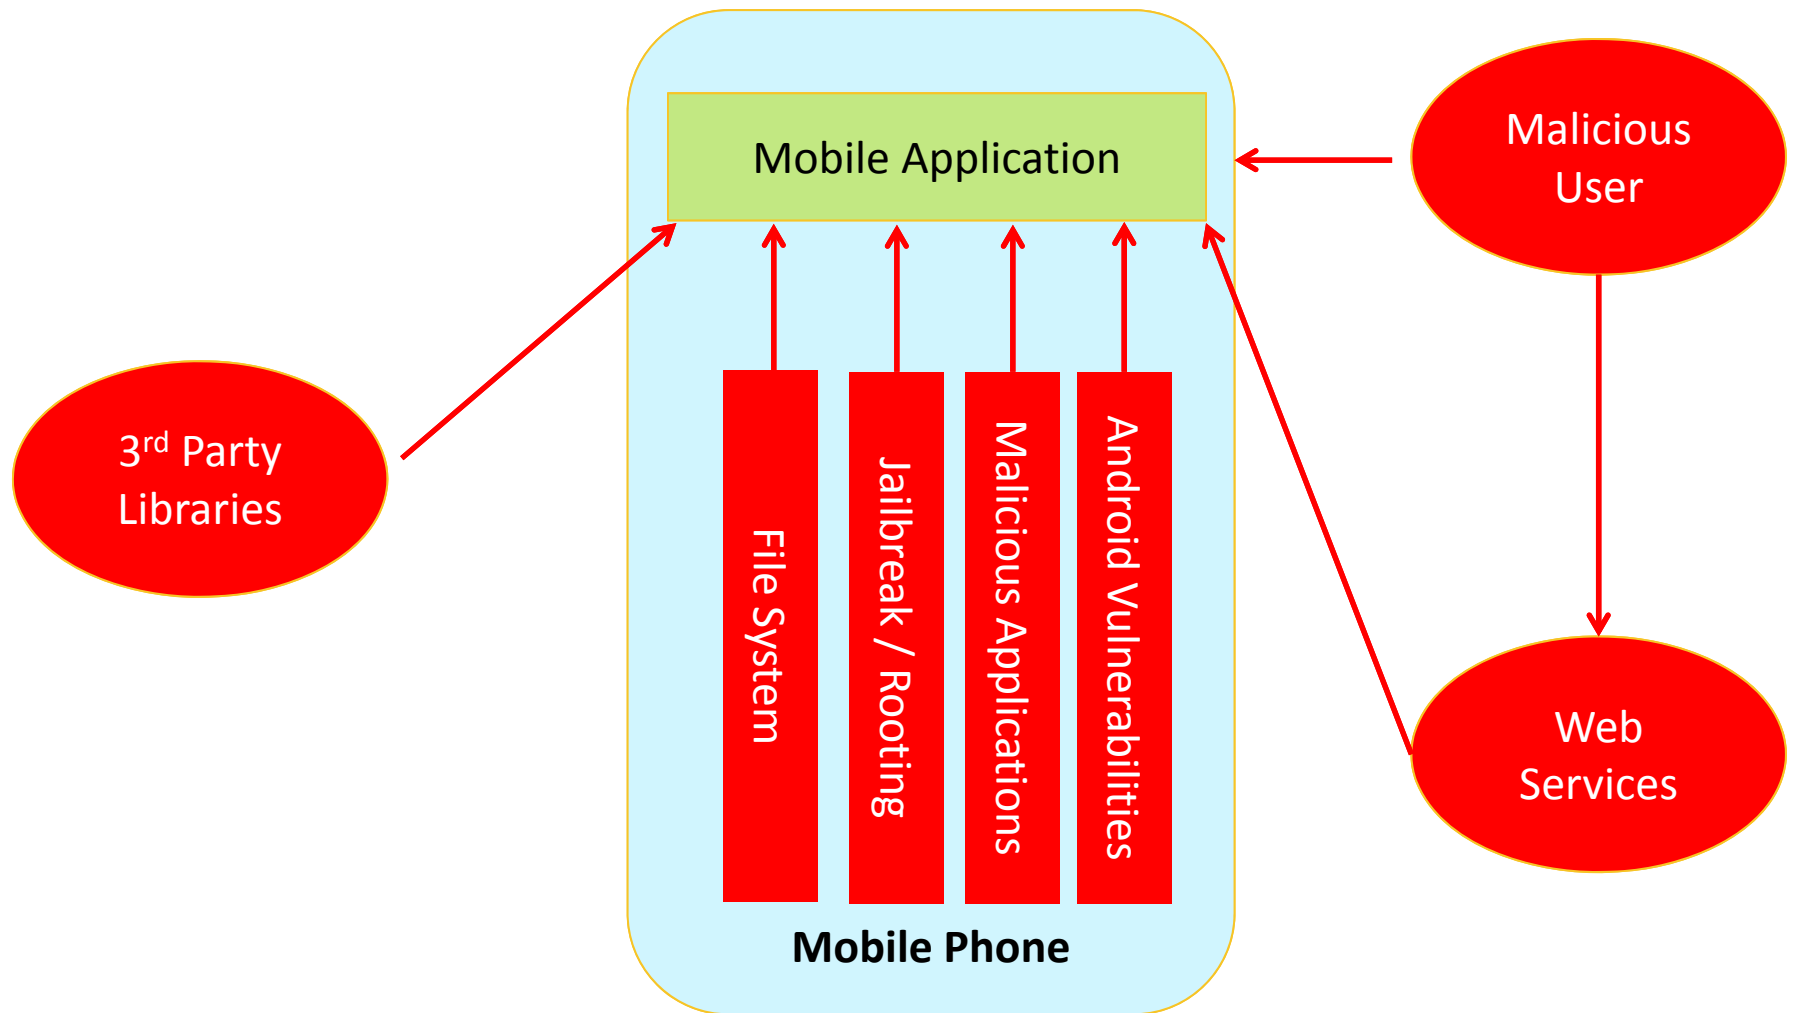 Mobile Application
Malicious
User
3rd Party
Libraries
File System
Jailbreak / Rooting
Malicious Applications
Android Vulnerabilities
Web
Services
Mobile Phone